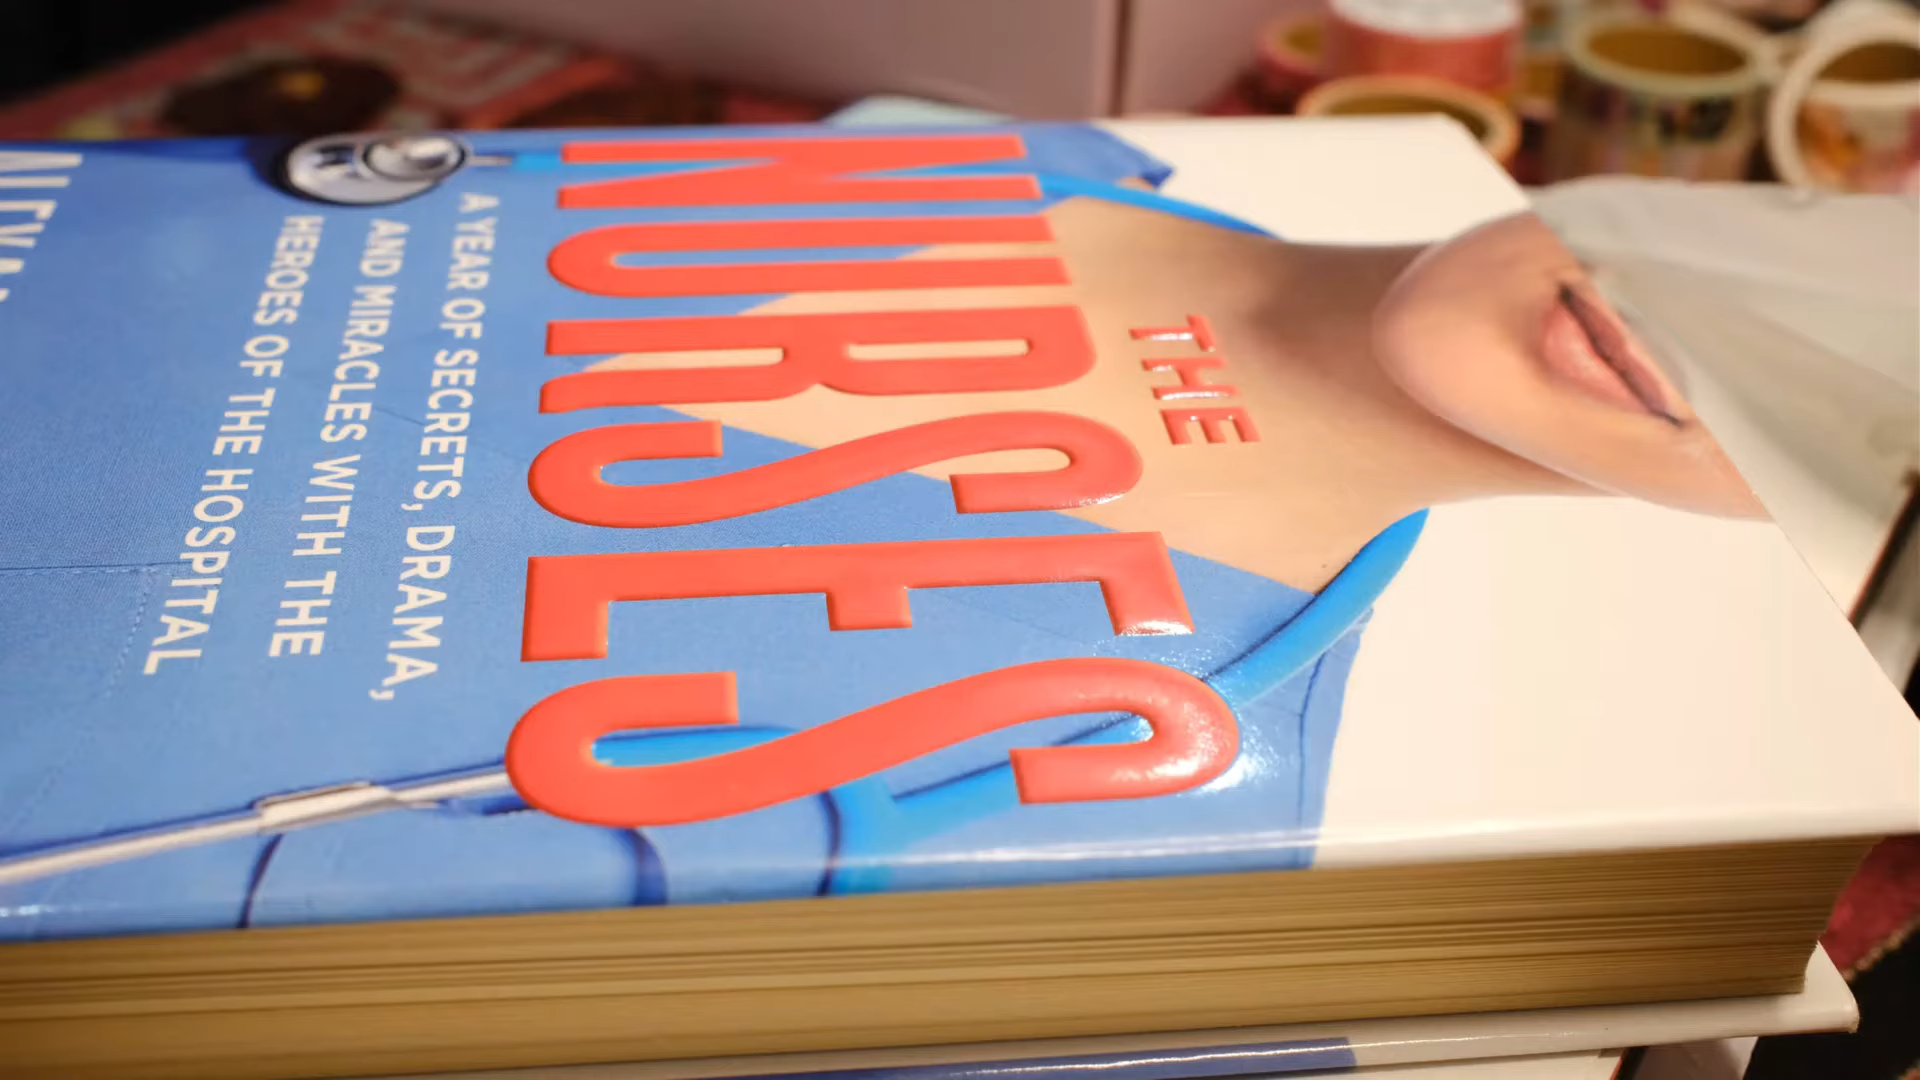 THE
NURSES
A YEAR OF SECRETS, DRAMA,
AND MIRACLES WITH THE
HEROES OF THE HOSPITAL